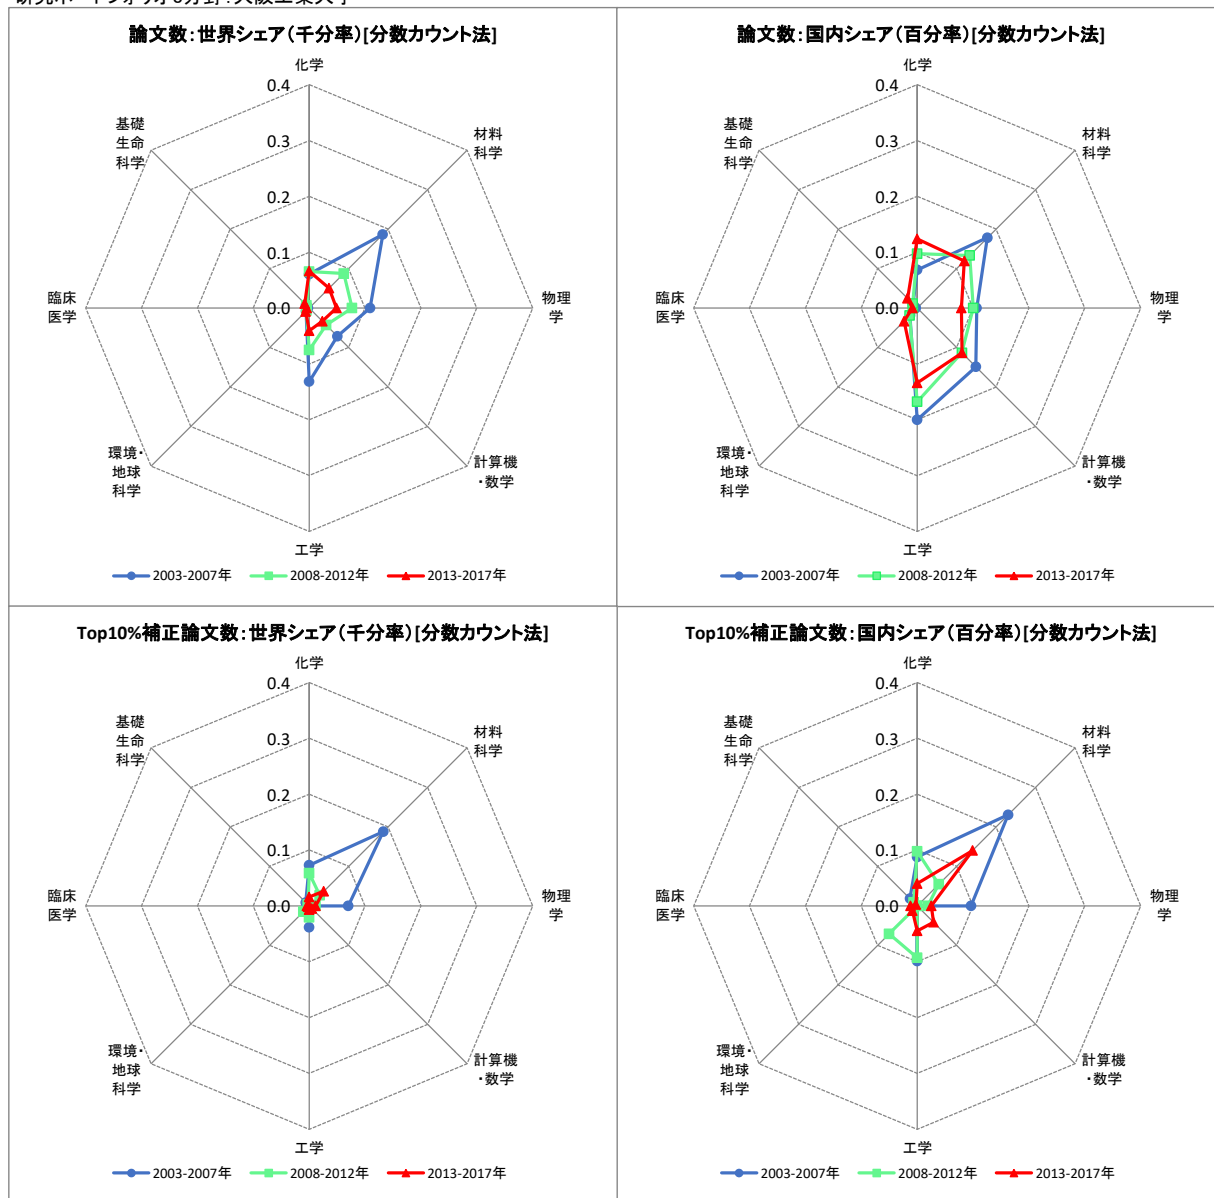 論文数:世界シェア(千分率)[分数カウント法]
化学
0.4
0.3
0.2
0.1
0.0
材料
科学
物理
学
計算機
・数学
工学
環境・
地球
科学
臨床
医学
基礎
生命
科学
2003-2007年
2008-2012年
2013-2017年
論文数:国内シェア(百分率)[分数カウント法]
化学
0.4
0.3
0.2
0.1
0.0
材料
科学
物理
学
計算機
・数学
工学
環境・
地球
科学
臨床
医学
基礎
生命
科学
2003-2007年
2008-2012年
2013-2017年
Top10%補正論文数:世界シェア(千分率)[分数カウント法]
化学
0.4
0.3
0.2
0.1
0.0
材料
科学
物理
学
計算機
・数学
工学
環境・
地球
科学
臨床
医学
基礎
生命
科学
2003-2007年
2008-2012年
2013-2017年
Top10%補正論文数:国内シェア(百分率)[分数カウント法]
化学
0.4
0.3
0.2
0.1
0.0
材料
科学
物理
学
計算機
・数学
工学
環境・
地球
科学
臨床
医学
基礎
生命
科学
2003-2007年
2008-2012年
2013-2017年